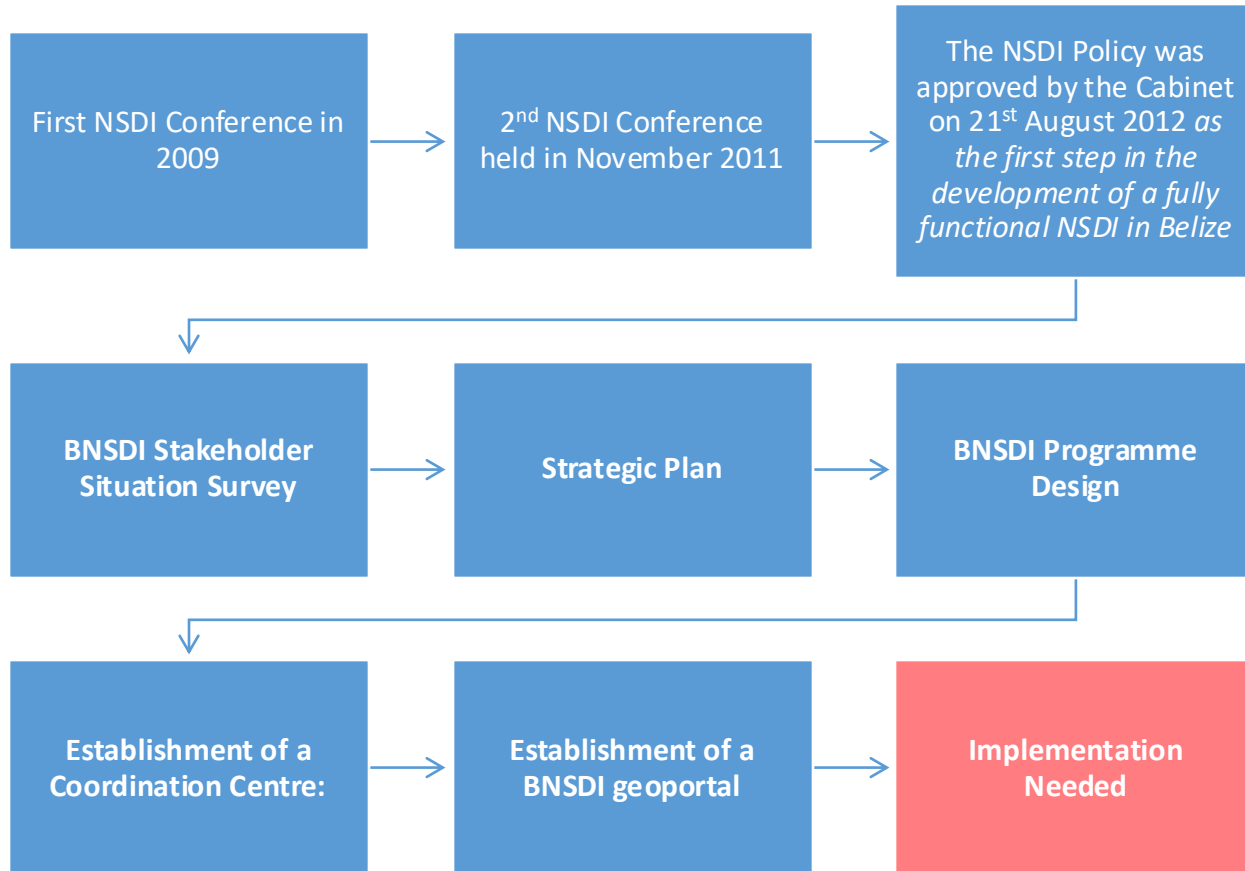 First NSDI Conference in
2009
2nd NSDI Conference
held in November 2011
The NSDI Policy was
approved by the Cabinet
on 21st August 2012 as
the first step in the
development of a fully
functional NSDI in Belize
BNSDI Stakeholder
Situation Survey
Strategic Plan
BNSDI Programme
Design
Establishment of a
Coordination Centre:
Establishment of a
BNSDI geoportal
Implementation
Needed